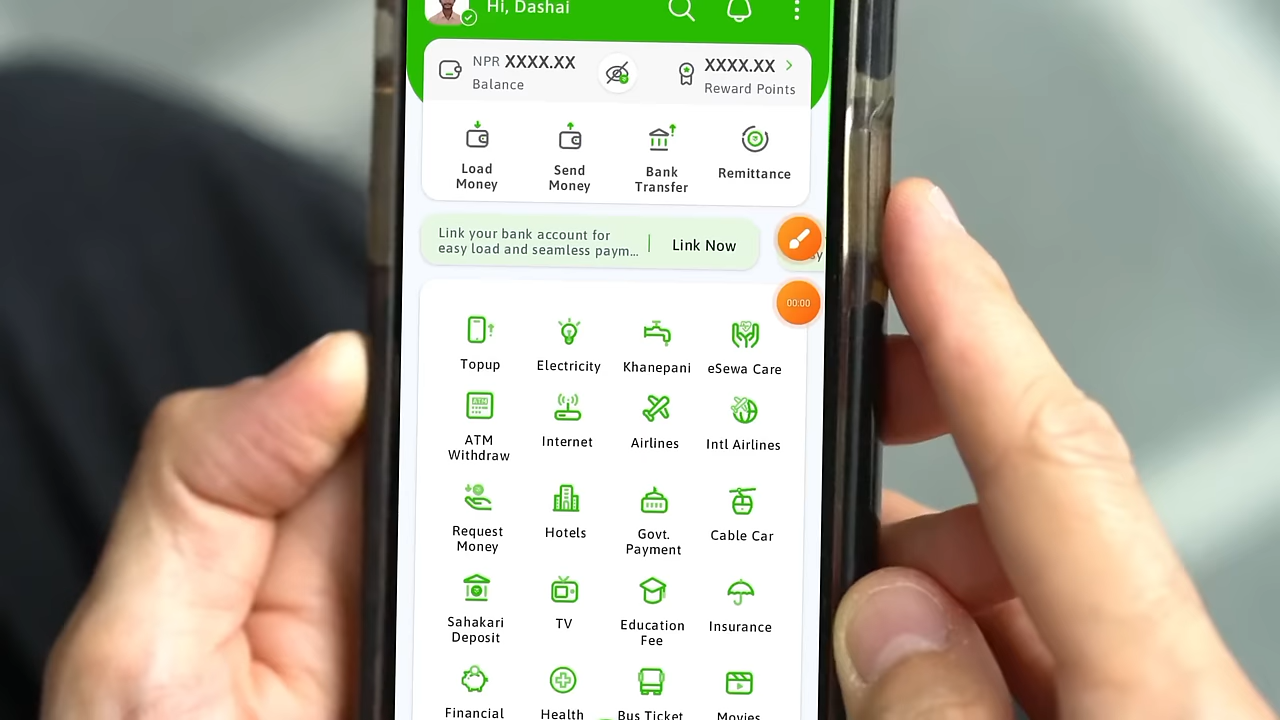 Hi, Dashai
NPR XXXX.XX
Balance
XXXX.XX
Reward Points
Load
Money
Send
Money
Bank
Transfer
Remittance
Link your bank account for
easy load and seamless paym...
Link Now
00:00
Topup
Electricity
Khanepani
eSewa Care
ATM
ATM
Withdraw
Internet
Airlines
Intl Airlines
Request
Money
Hotels
Govt.
Payment
Cable Car
Sahakari
Deposit
TV
Education
Fee
Insurance
Financial
Health
Bus Ticket
Movies